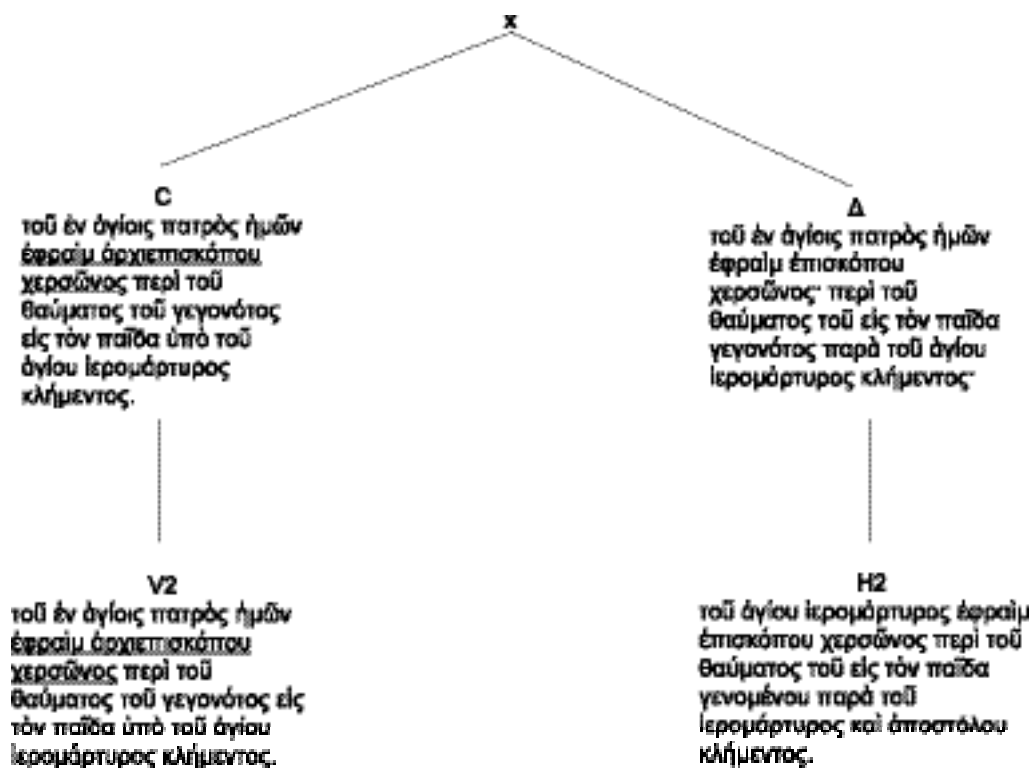 x
C
τοῦ ἐν ἁγίοις πατρὸς ἡμῶν
ἐφραὶμ ἀρχιεπισκόπου
χερσῶνος περὶ τοῦ
θαύματος τοῦ γεγονότος
εἰς τὸν παῖδα ὑπὸ τοῦ
ἁγίου ἱερομάρτυρος
κλήμεντος.
Δ
τοῦ ἐν ἁγίοις πατρὸς ἡμῶν
ἐφραὶμ ἐπισκόπου
χερσῶνος· περὶ τοῦ
θαύματος τοῦ εἰς τὸν παῖδα
γεγονότος παρὰ τοῦ ἁγίου
ἱερομάρτυρος κλήμεντος·
V2
τοῦ ἐν ἁγίοις πατρὸς ἡμῶν
ἐφραὶμ ἀρχιεπισκόπου
χερσῶνος περὶ τοῦ
θαύματος τοῦ γεγονότος εἰς
τὸν παῖδα ὑπὸ τοῦ ἁγίου
ἱερομάρτυρος κλήμεντος.
H2
τοῦ ἁγίου ἱερομάρτυρος ἐφραὶμ
ἐπισκόπου χερσῶνος περὶ τοῦ
θαύματος τοῦ εἰς τὸν παῖδα
γενομένου παρὰ τοῦ
ἱερομάρτυρος καὶ ἀποστόλου
κλήμεντος.